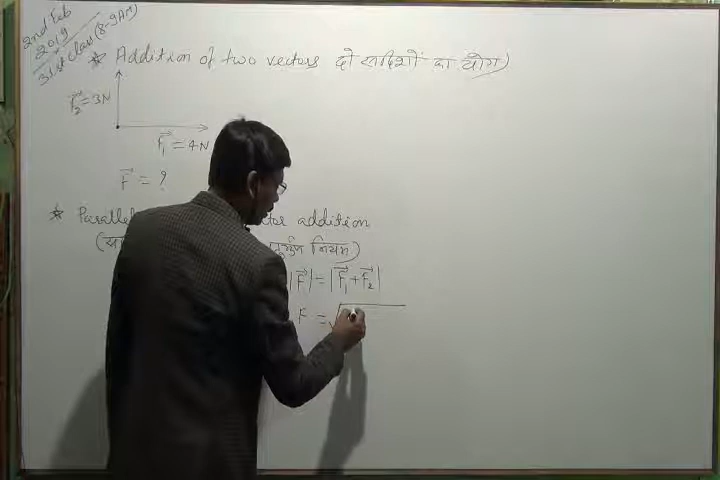 2nd Feb
2019
31st Class (8-9AM)
* Addition of two vectors दो सदिशों का योग)
F⃗₂ = 3N
F⃗₁ = 4N
F⃗ = ?
* Parallel addition
नियम)
|F⃗| = |F⃗₁ + F⃗₂|
F = √